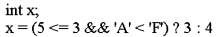 int x;
x = (5 <= 3 && 'A' < 'F') ? 3 : 4